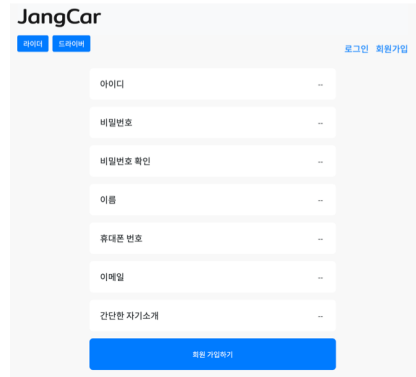 JangCar
라이더 드라이버
로그인 회원가입
아이디 --
비밀번호 --
비밀번호 확인 --
이름 --
휴대폰 번호 --
이메일 --
간단한 자기소개 --
회원 가입하기